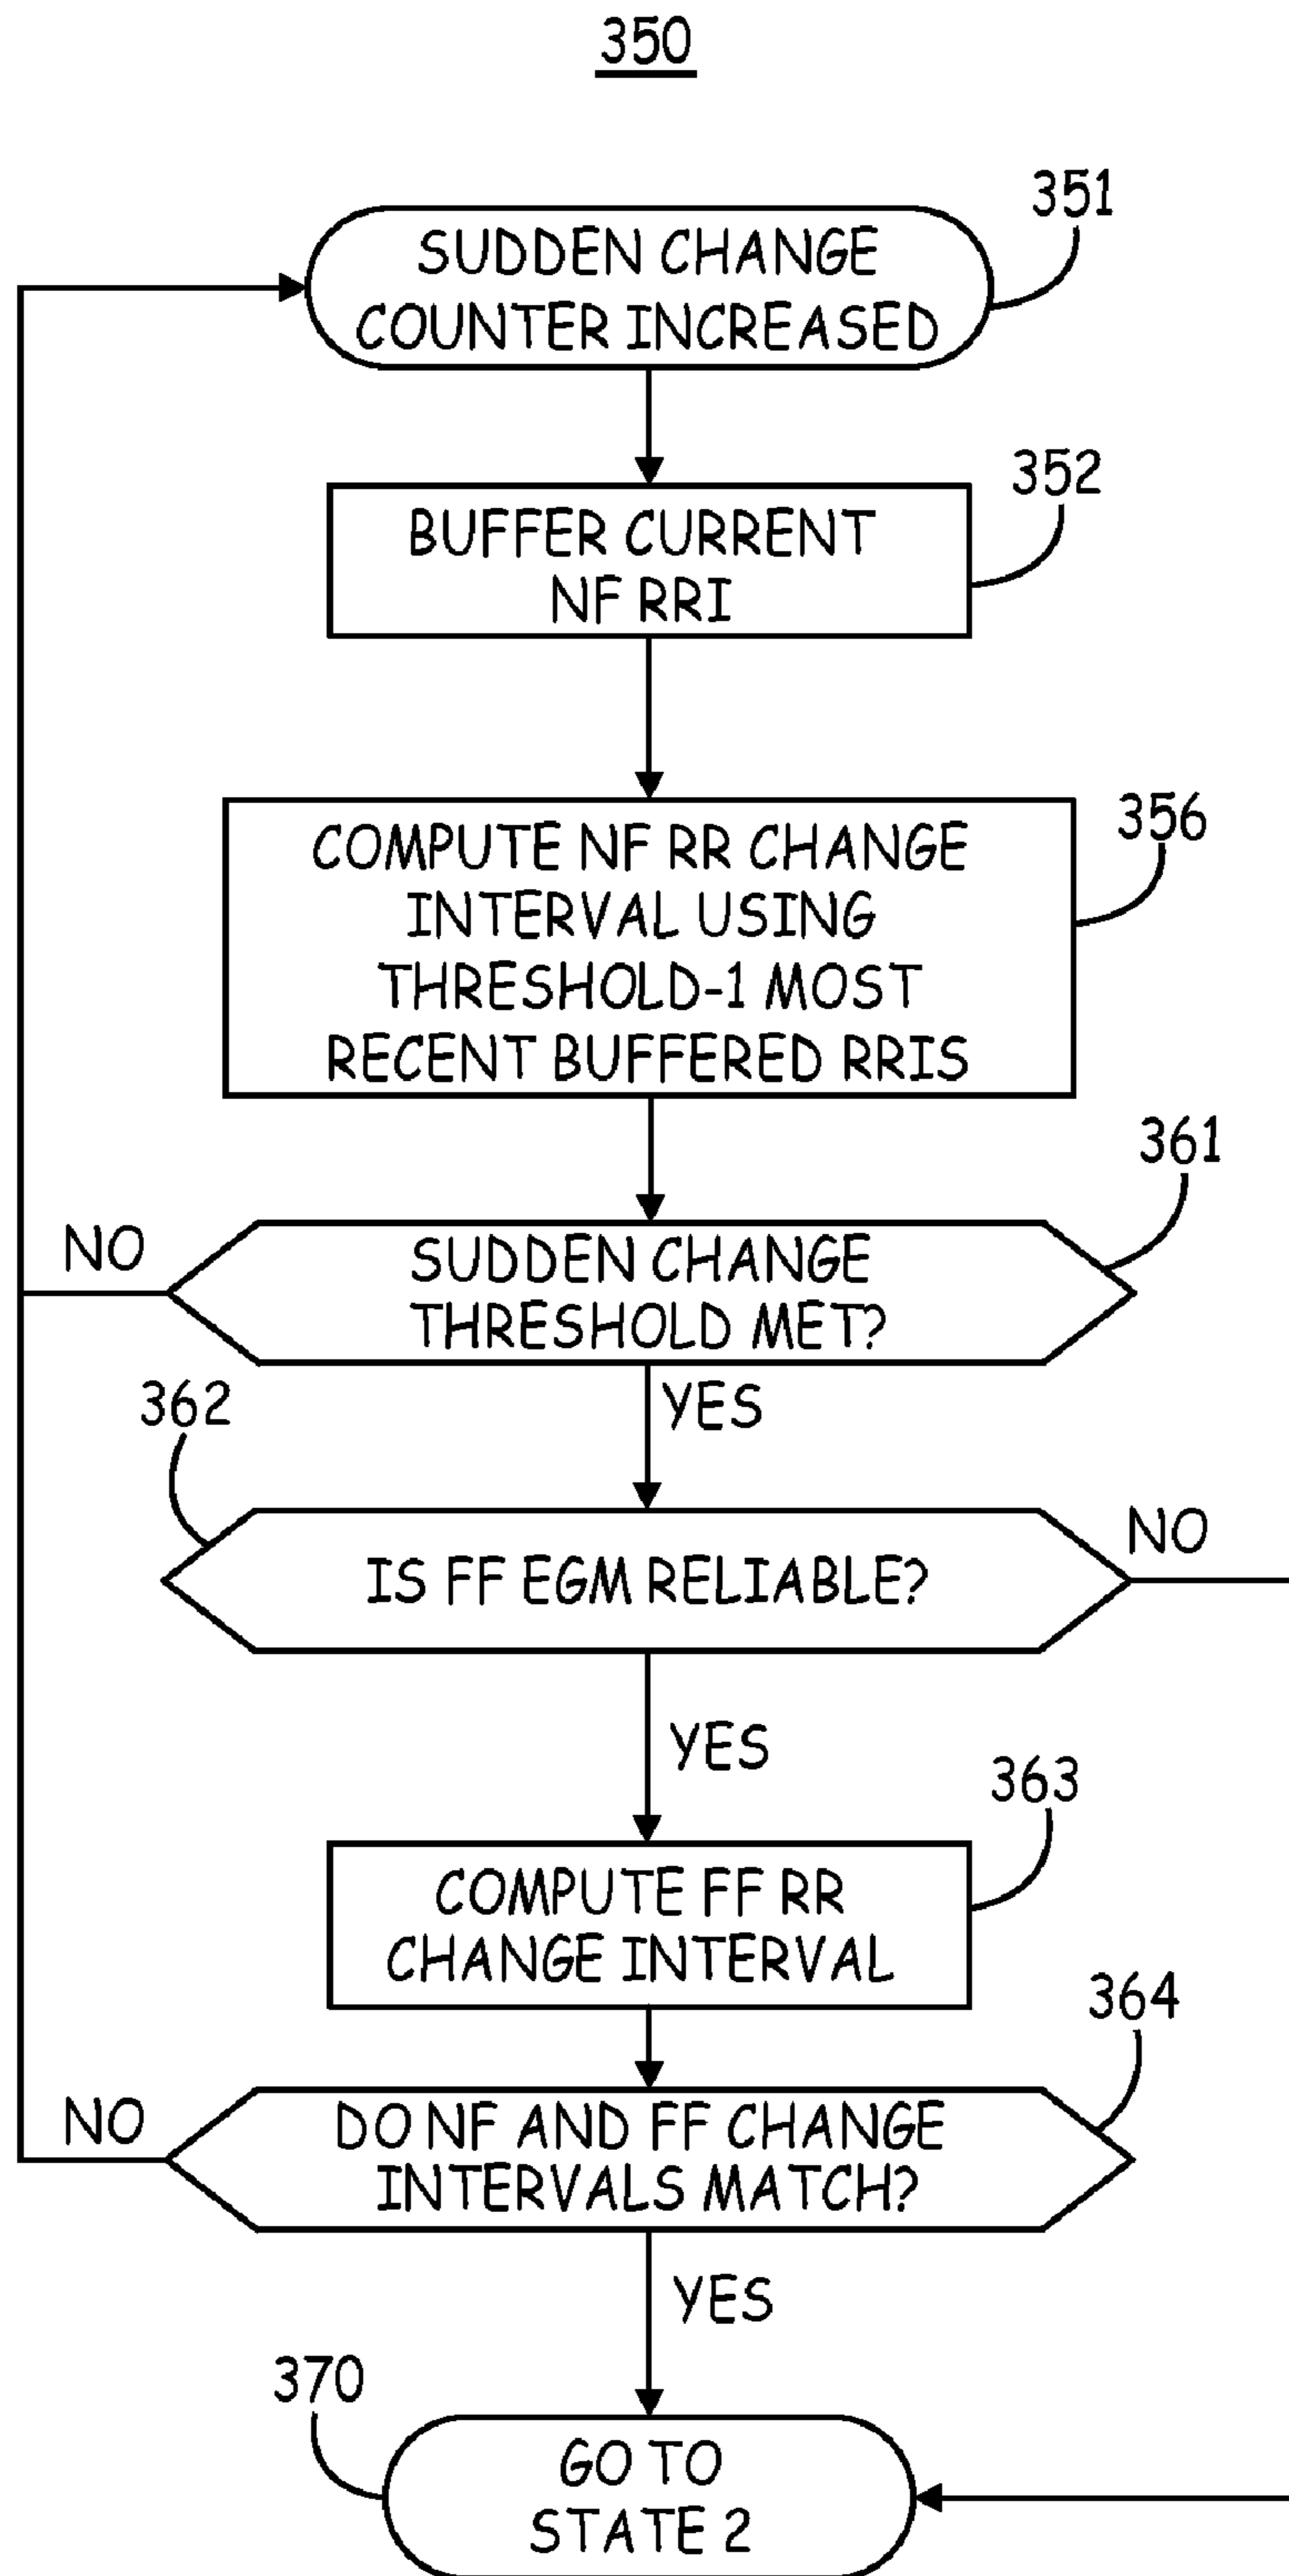 350
351
SUDDEN CHANGE
COUNTER INCREASED
352
BUFFER CURRENT
NF RRI
356
COMPUTE NF RR CHANGE
INTERVAL USING
THRESHOLD-1 MOST
RECENT BUFFERED RRIS
361
NO
SUDDEN CHANGE
THRESHOLD MET?
YES
362
NO
IS FF EGM RELIABLE?
YES
363
COMPUTE FF RR
CHANGE INTERVAL
364
NO
DO NF AND FF CHANGE
INTERVALS MATCH?
YES
370
GO TO
STATE 2